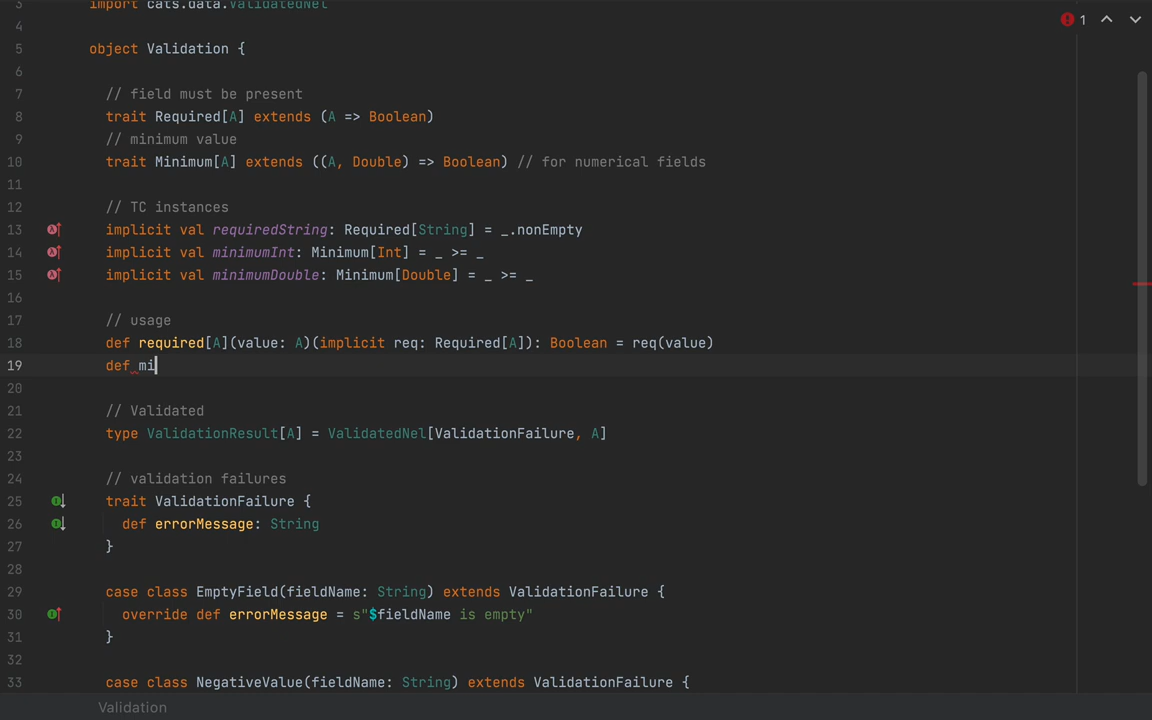 3 import cats.data.ValidatedNel
1
4
5 object Validation {
6
7 // field must be present
8 trait Required[A] extends (A => Boolean)
9 // minimum value
10 trait Minimum[A] extends ((A, Double) => Boolean) // for numerical fields
11
12 // TC instances
13 implicit val requiredString: Required[String] = _.nonEmpty
14 implicit val minimumInt: Minimum[Int] = _ >= _
15 implicit val minimumDouble: Minimum[Double] = _ >= _
16
17 // usage
18 def required[A](value: A)(implicit req: Required[A]): Boolean = req(value)
19 def mi
20
21 // Validated
22 type ValidationResult[A] = ValidatedNel[ValidationFailure, A]
23
24 // validation failures
25 trait ValidationFailure {
26 def errorMessage: String
27 }
28
29 case class EmptyField(fieldName: String) extends ValidationFailure {
30 override def errorMessage = s"$fieldName is empty"
31 }
32
33 case class NegativeValue(fieldName: String) extends ValidationFailure {
Validation